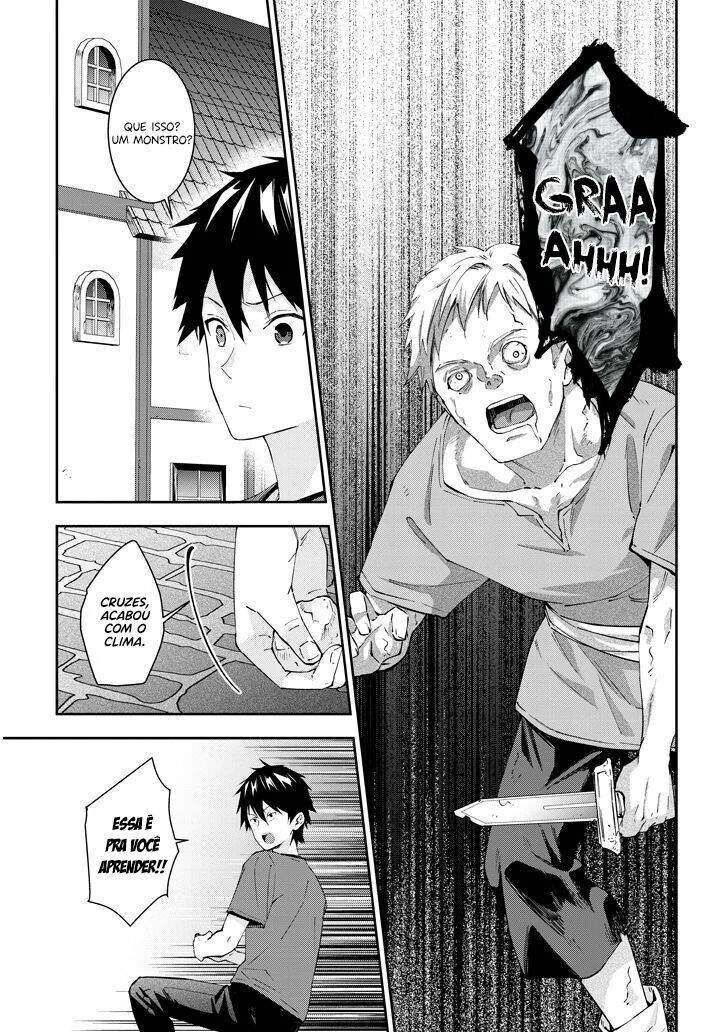 GRAA
AHHH!
QUE ISSO?
UM MONSTRO?
CRUZES,
ACABOU
COM O
CLIMA.
ESSA É
PRA VOCÊ
APRENDER!!